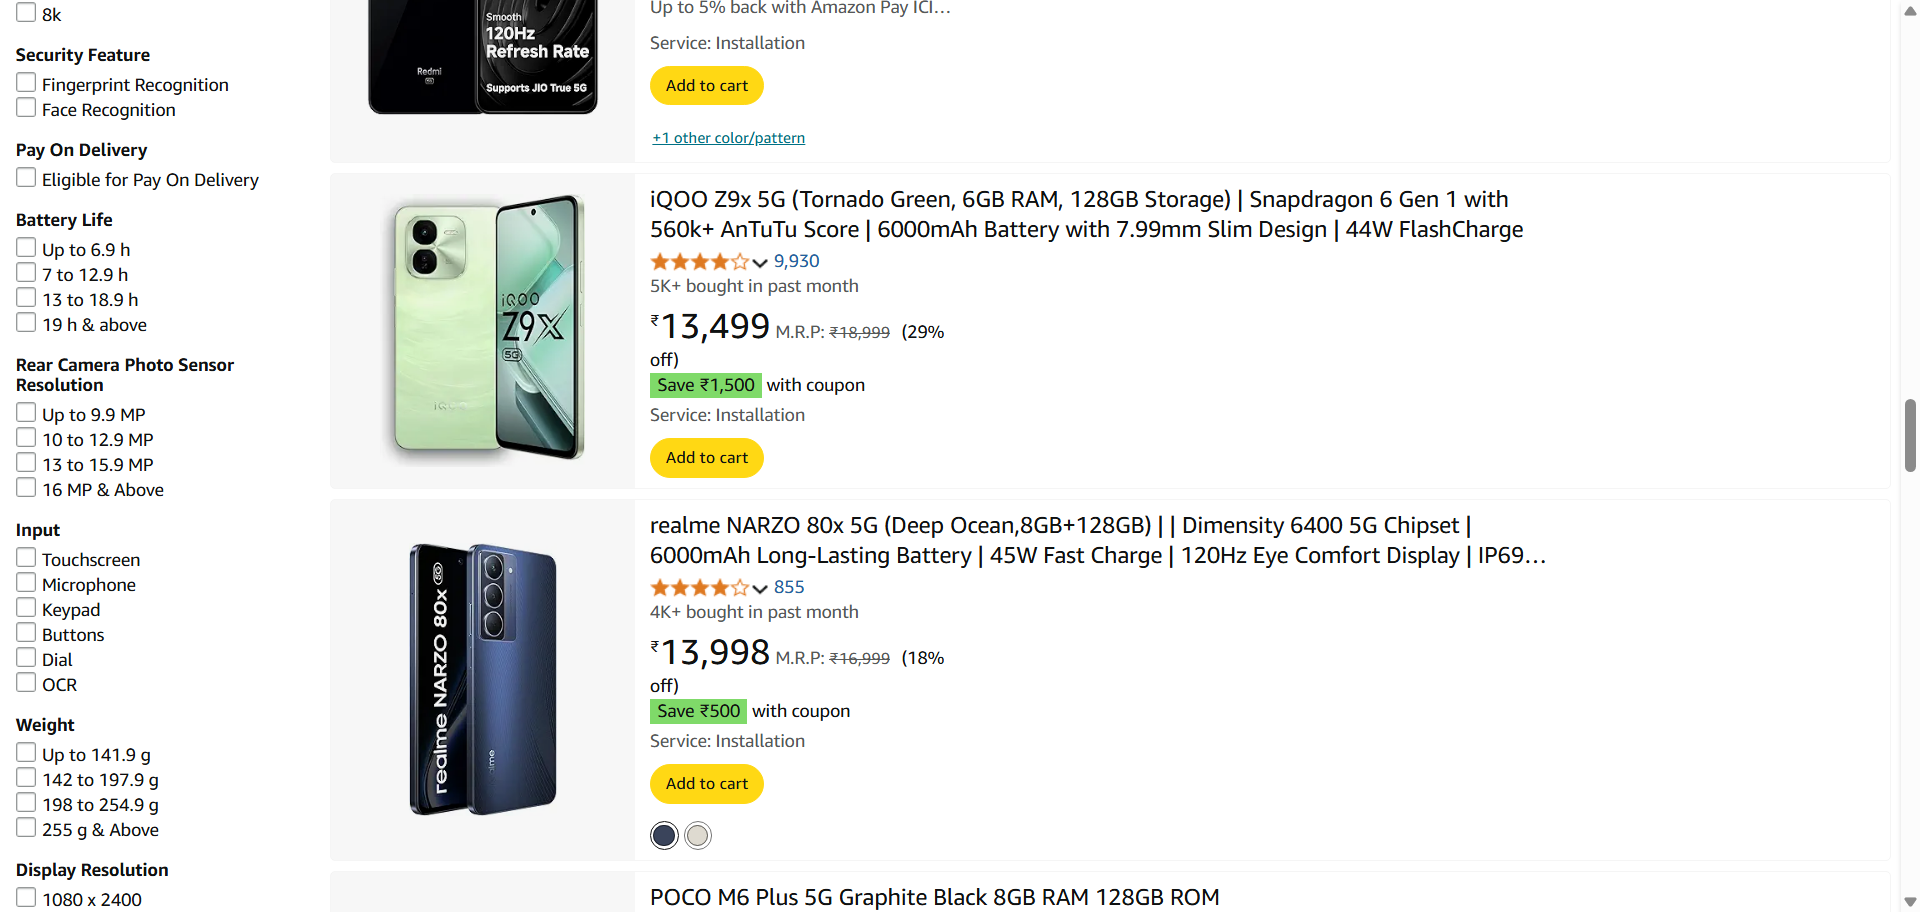 8k
Security Feature
Fingerprint Recognition
Face Recognition
Pay On Delivery
Eligible for Pay On Delivery
Battery Life
Up to 6.9 h
7 to 12.9 h
13 to 18.9 h
19 h & above
Rear Camera Photo Sensor
Resolution
Up to 9.9 MP
10 to 12.9 MP
13 to 15.9 MP
16 MP & Above
Input
Touchscreen
Microphone
Keypad
Buttons
Dial
OCR
Weight
Up to 141.9 g
142 to 197.9 g
198 to 254.9 g
255 g & Above
Display Resolution
1080 x 2400
Redmi
5G
Smooth
120Hz
Refresh Rate
Supports JIO True 5G
Up to 5% back with Amazon Pay ICI…
Service: Installation
Add to cart
+1 other color/pattern
iQOO
Z9X
5G
iQOO
iQOO Z9x 5G (Tornado Green, 6GB RAM, 128GB Storage) | Snapdragon 6 Gen 1 with
560k+ AnTuTu Score | 6000mAh Battery with 7.99mm Slim Design | 44W FlashCharge
9,930
5K+ bought in past month
₹13,499 M.R.P: ₹18,999 (29%
off)
Save ₹1,500 with coupon
Service: Installation
Add to cart
realme NARZO 80x 5G
realme
realme NARZO 80x 5G (Deep Ocean,8GB+128GB) | | Dimensity 6400 5G Chipset |
6000mAh Long-Lasting Battery | 45W Fast Charge | 120Hz Eye Comfort Display | IP69…
855
4K+ bought in past month
₹13,998 M.R.P: ₹16,999 (18%
off)
Save ₹500 with coupon
Service: Installation
Add to cart
POCO M6 Plus 5G Graphite Black 8GB RAM 128GB ROM